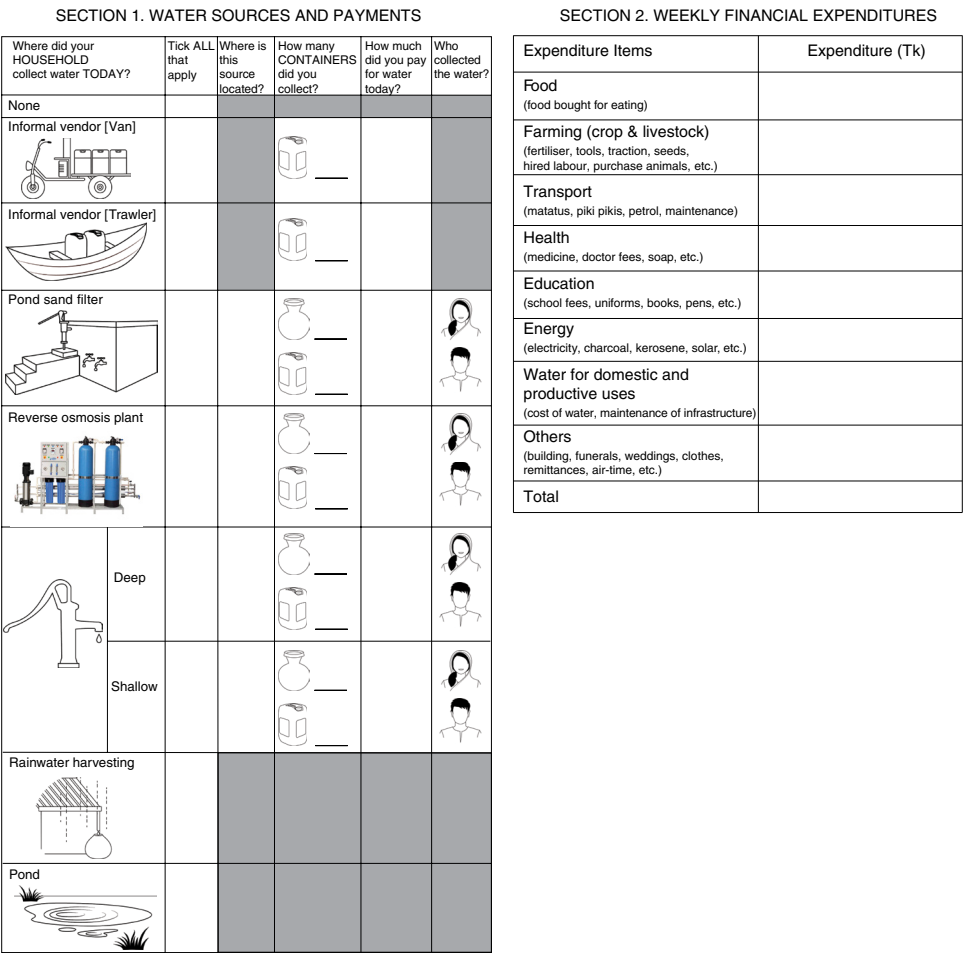 SECTION 1. WATER SOURCES AND PAYMENTS
Where did your
HOUSEHOLD
collect water TODAY?
Tick ALL
that
apply
Where is
this
source
located?
How many
CONTAINERS
did you
collect?
How much
did you pay
for water
today?
Who
collected
the water?
None
Informal vendor [Van]
Informal vendor [Trawler]
Pond sand filter
Reverse osmosis plant
Deep
Shallow
Rainwater harvesting
Pond
SECTION 2. WEEKLY FINANCIAL EXPENDITURES
Expenditure Items
Expenditure (Tk)
Food
(food bought for eating)
Farming (crop & livestock)
(fertiliser, tools, traction, seeds,
hired labour, purchase animals, etc.)
Transport
(matatus, piki pikis, petrol, maintenance)
Health
(medicine, doctor fees, soap, etc.)
Education
(school fees, uniforms, books, pens, etc.)
Energy
(electricity, charcoal, kerosene, solar, etc.)
Water for domestic and
productive uses
(cost of water, maintenance of infrastructure)
Others
(building, funerals, weddings, clothes,
remittances, air-time, etc.)
Total